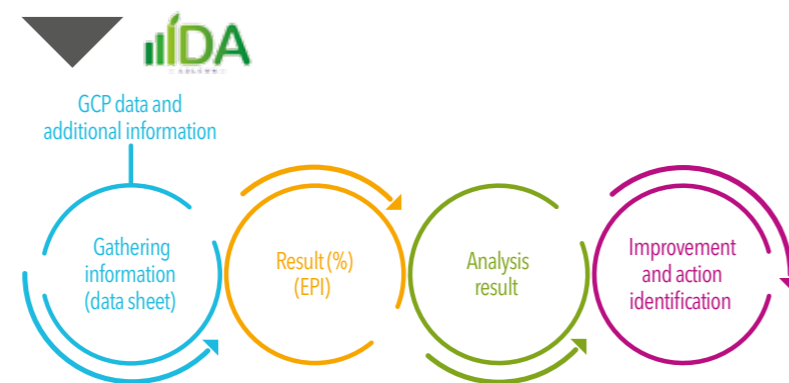 IDA
GCP data and
additional information
Gathering
information
(data sheet)
Result (%)
(EPI)
Analysis
result
Improvement
and action
identification